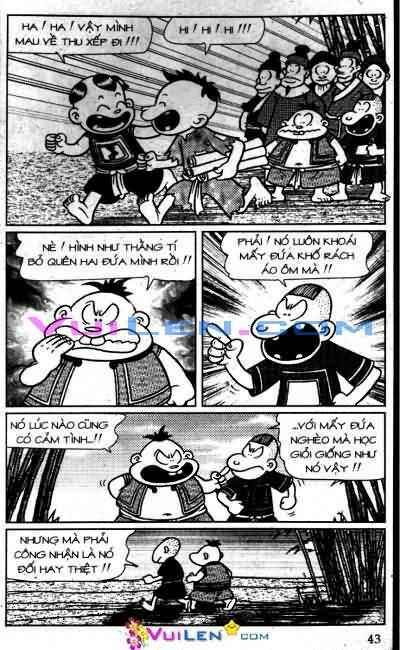 HA! HA! VẬY MÌNH
MAU VỀ THU XẾP ĐI!!!
HI! HI! HI!!!
NÈ! HÌNH NHƯ THẰNG TÍ
BỎ QUÊN HAI ĐỨA MÌNH RỒI!!
PHẢI! NÓ LUÔN KHOÁI
MẤY ĐỨA KHỐ RÁCH
ÁO ÔM MÀ!!
VUILEN.COM
NÓ LÚC NÀO CŨNG
CÓ CẢM TÌNH..!!
..VỚI MẤY ĐỨA
NGHÈO MÀ HỌC
GIỎI GIỐNG NHƯ
NÓ VẬY!!
NHƯNG MÀ PHẢI
CÔNG NHẬN LÀ NÓ
ĐỐI HAY THIỆT!!
43
VUILEN.COM